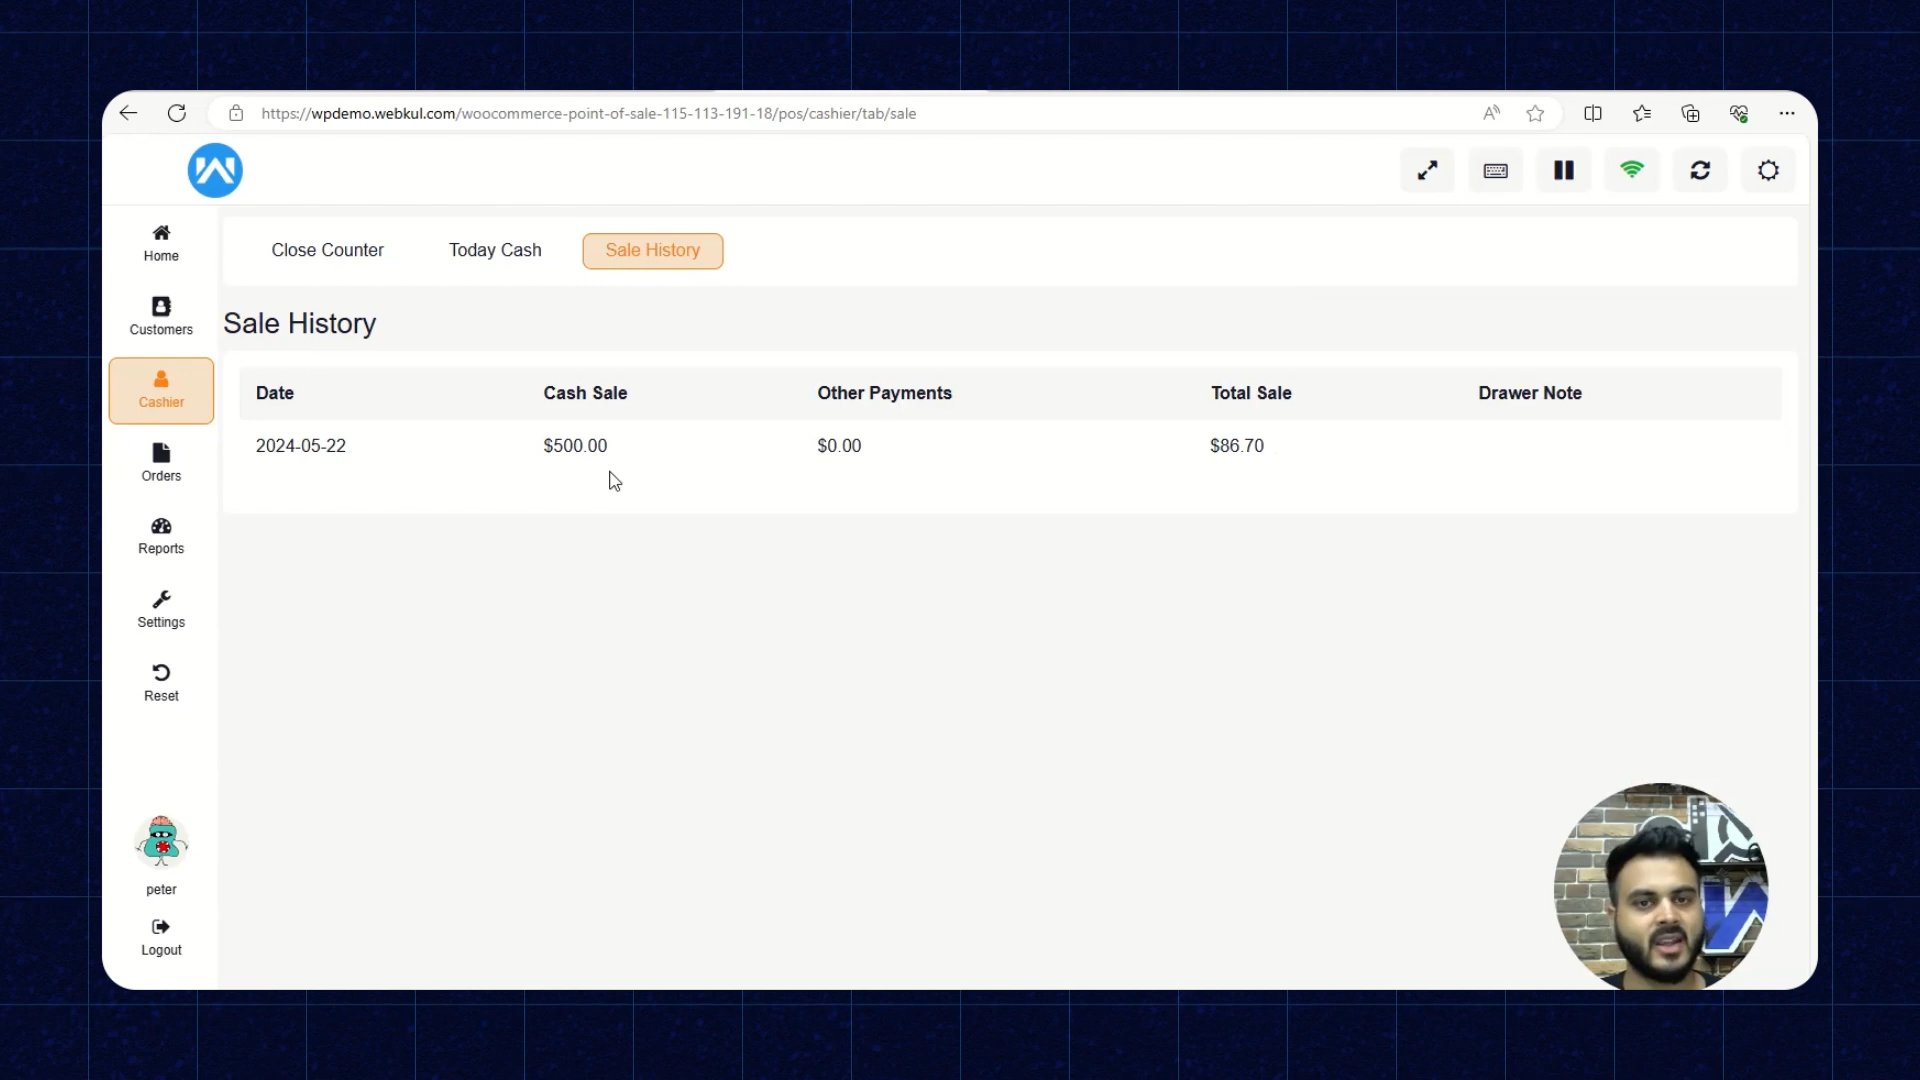 https://wpdemo.webkul.com/woocommerce-point-of-sale-115-113-191-18/pos/cashier/tab/sale
Home
Customers
Cashier
Orders
Reports
Settings
Reset
peter
Logout
Close Counter Today Cash Sale History
Sale History
Date Cash Sale Other Payments Total Sale Drawer Note
2024-05-22 $500.00 $0.00 $86.70